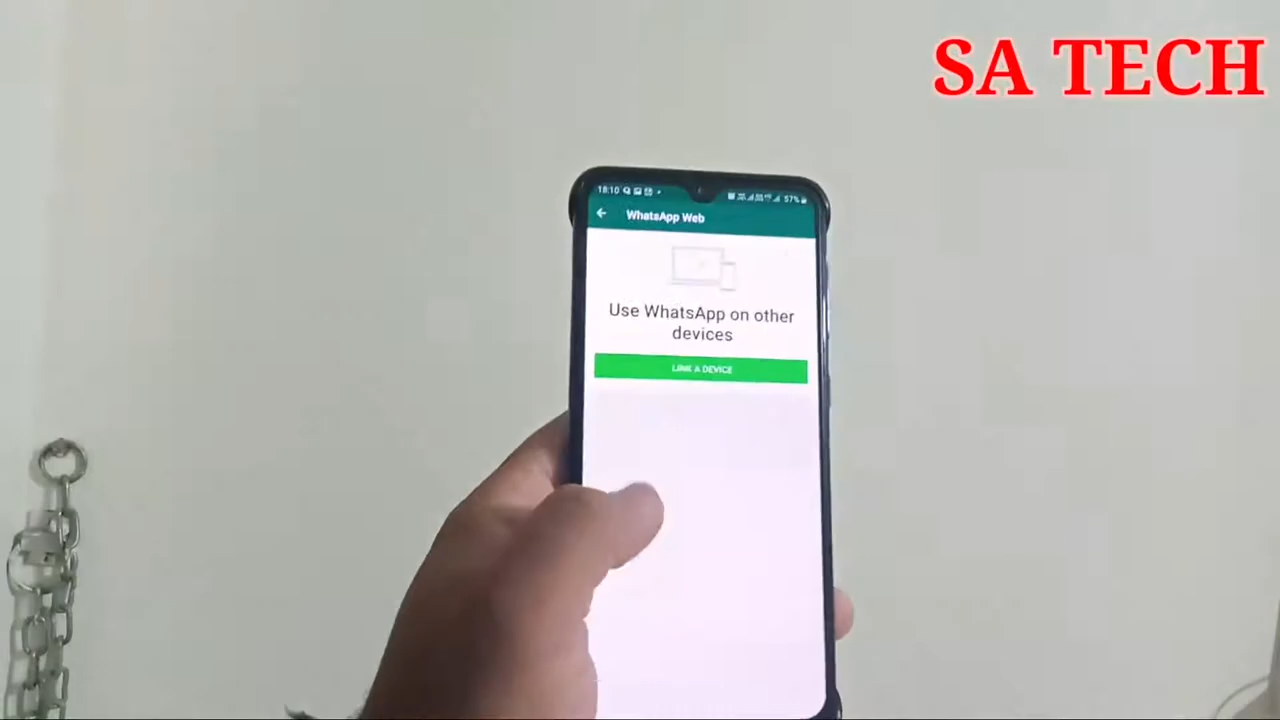 SA TECH
18:10
57%
WhatsApp Web
Use WhatsApp on other
devices
LINK A DEVICE